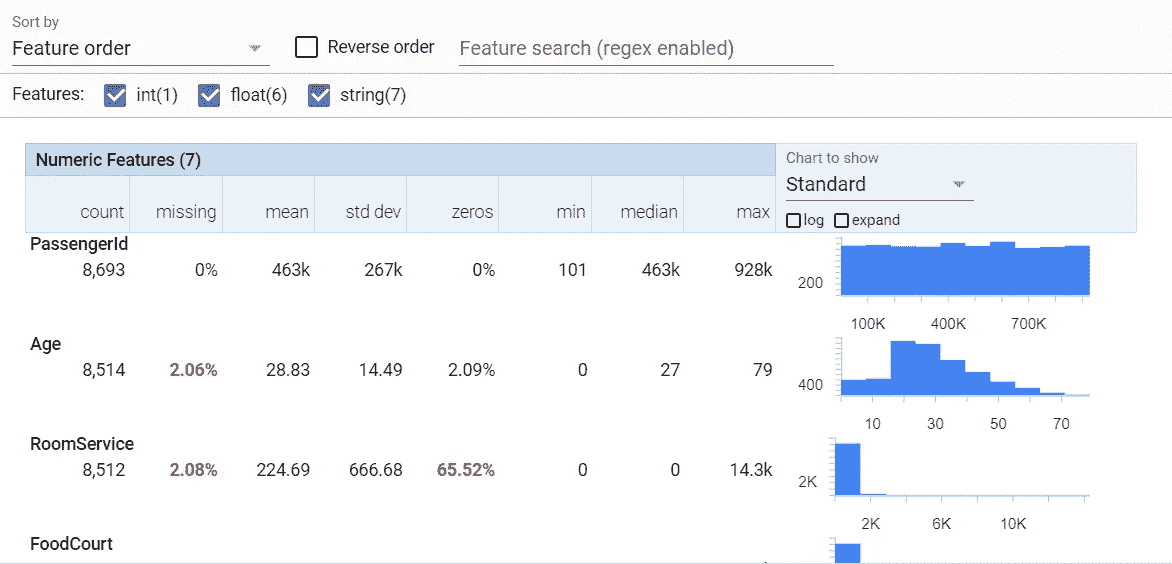 Sort by
Feature order
Reverse order
Feature search (regex enabled)
Features: int(1) float(6) string(7)
Numeric Features (7)
Chart to show
Standard
count missing mean std dev zeros min median max
log expand
PassengerId
8,693 0% 463k 267k 0% 101 463k 928k
200
100K 400K 700K
Age
8,514 2.06% 28.83 14.49 2.09% 0 27 79
400
10 30 50 70
RoomService
8,512 2.08% 224.69 666.68 65.52% 0 0 14.3k
2K
2K 6K 10K
FoodCourt